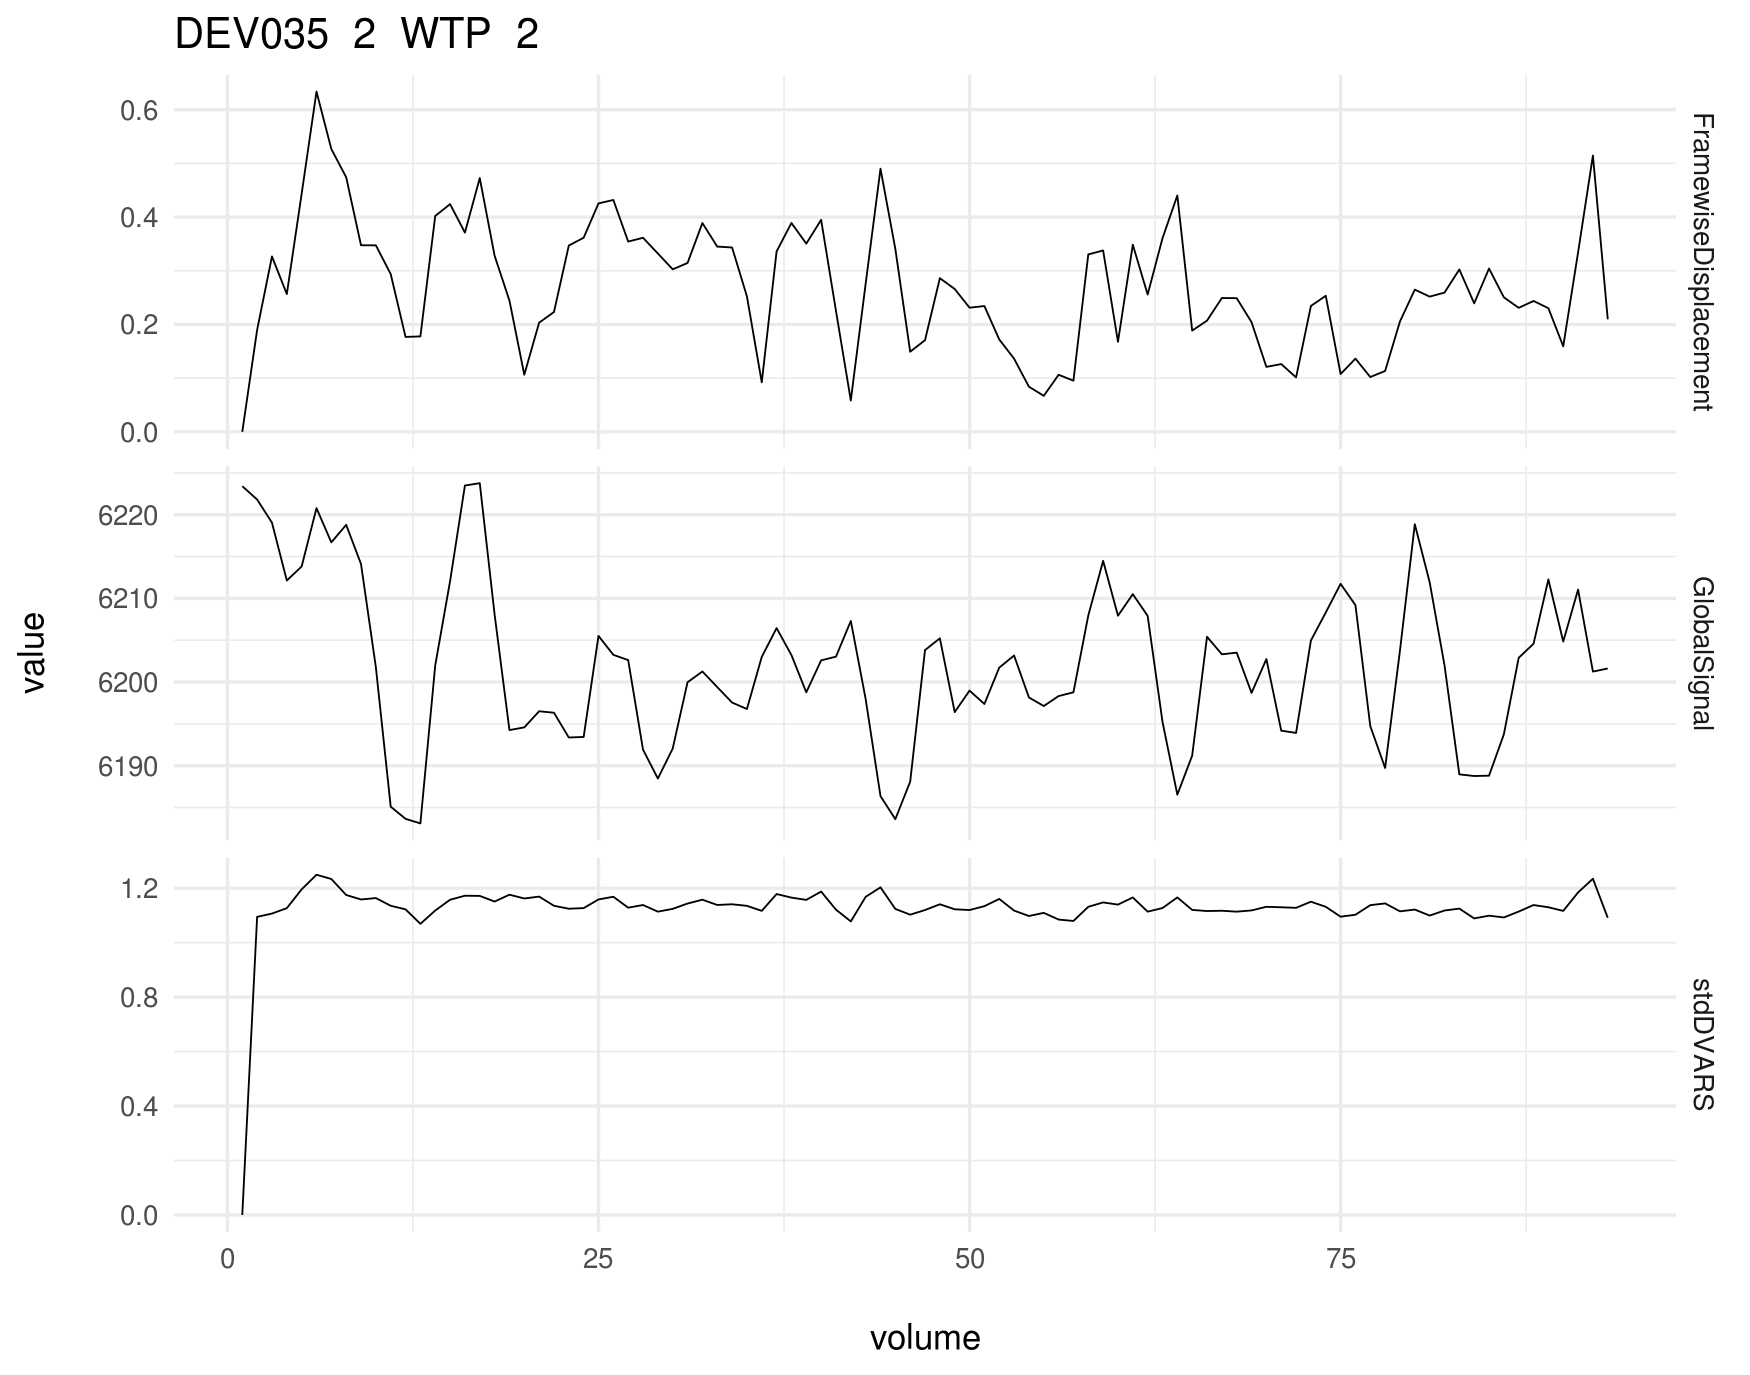 DEV035 2 WTP 2
0.6
0.4
0.2
0.0
FramewiseDisplacement
6220
6210
6200
6190
GlobalSignal
1.2
0.8
0.4
0.0
stdDVARS
value
0 25 50 75
volume